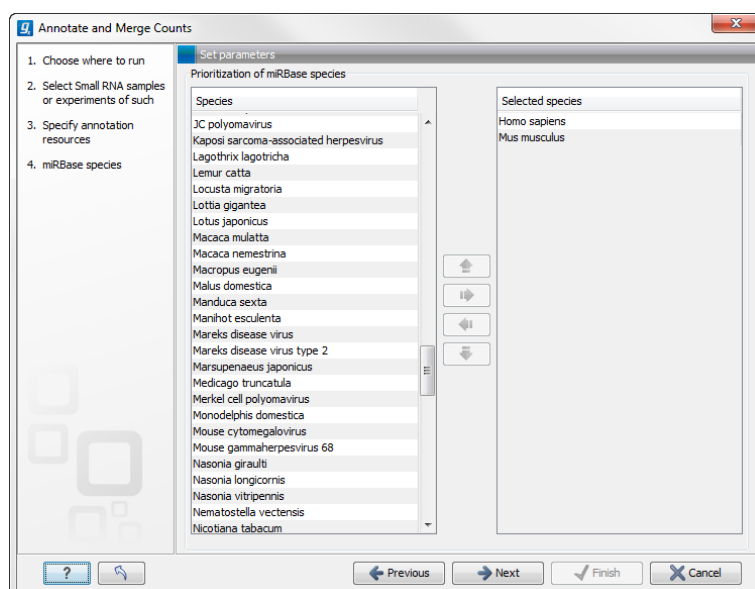 Annotate and Merge Counts
1. Choose where to run
2. Select Small RNA samples
or experiments of such
3. Specify annotation
resources
4. miRBase species
Set parameters
Prioritization of miRBase species
Species
JC polyomavirus
Kaposi sarcoma-associated herpesvirus
Lagothrix lagotricha
Lemur catta
Locusta migratoria
Lottia gigantea
Lotus japonicus
Macaca mulatta
Macaca nemestrina
Macropus eugenii
Malus domestica
Manduca sexta
Manihot esculenta
Mareks disease virus
Mareks disease virus type 2
Marsupenaeus japonicus
Medicago truncatula
Merkel cell polyomavirus
Monodelphis domestica
Mouse cytomegalovirus
Mouse gammaherpesvirus 68
Nasonia giraulti
Nasonia longicornis
Nasonia vitripennis
Nematostella vectensis
Nicotiana tabacum
Selected species
Homo sapiens
Mus musculus
?
Previous
Next
Finish
Cancel